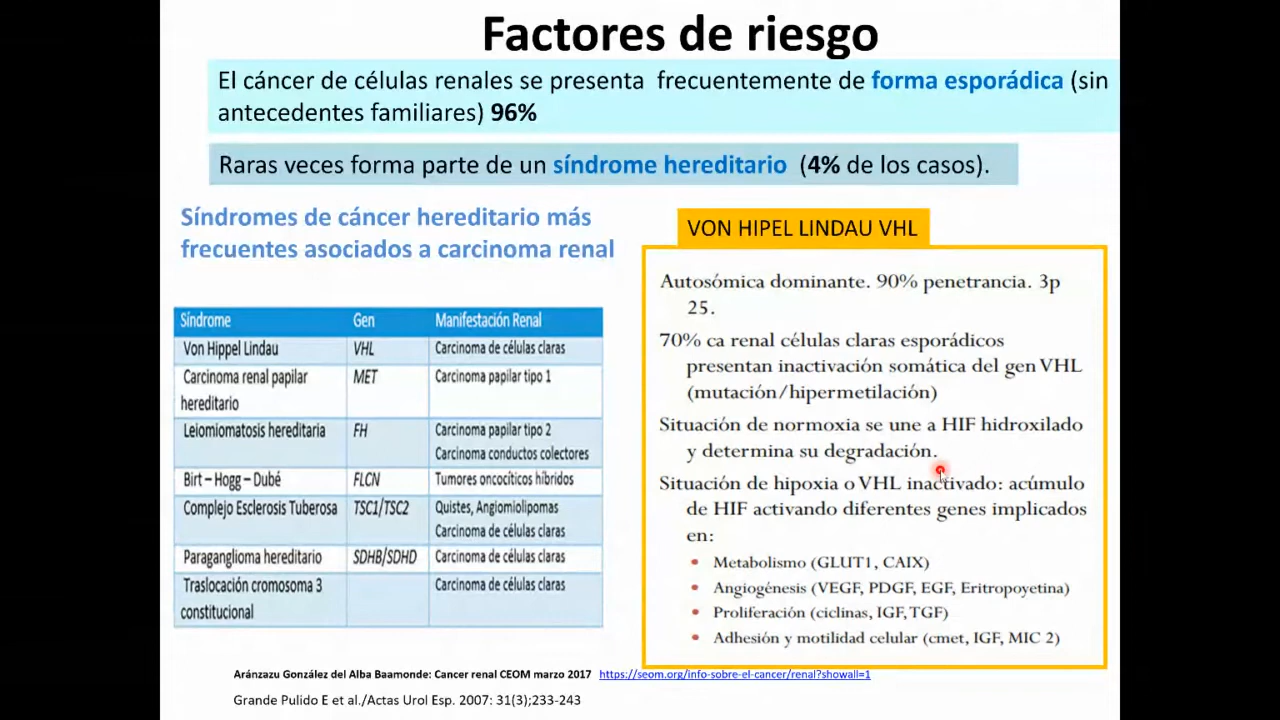 Factores de riesgo
El cáncer de células renales se presenta frecuentemente de forma esporádica (sin
antecedentes familiares) 96%
Raras veces forma parte de un síndrome hereditario (4% de los casos).
Síndromes de cáncer hereditario más
frecuentes asociados a carcinoma renal
Síndrome Gen Manifestación Renal
Von Hippel Lindau VHL Carcinoma de células claras
Carcinoma renal papilar MET Carcinoma papilar tipo 1
hereditario
Leiomiomatosis hereditaria FH Carcinoma papilar tipo 2
Carcinoma conductos colectores
Birt – Hogg – Dubé FLCN Tumores oncocíticos híbridos
Complejo Esclerosis Tuberosa TSC1/TSC2 Quistes, Angiomiolipomas
Carcinoma de células claras
Paraganglioma hereditario SDHB/SDHD Carcinoma de células claras
Traslocación cromosoma 3 Carcinoma de células claras
constitucional
VON HIPEL LINDAU VHL
Autosómica dominante. 90% penetrancia. 3p
25.
70% ca renal células claras esporádicos
presentan inactivación somática del gen VHL
(mutación/hipermetilación)
Situación de normoxia se une a HIF hidroxilado
y determina su degradación.
Situación de hipoxia o VHL inactivado: acúmulo
de HIF activando diferentes genes implicados
en:
• Metabolismo (GLUT1, CAIX)
• Angiogénesis (VEGF, PDGF, EGF, Eritropoyetina)
• Proliferación (ciclinas, IGF, TGF)
• Adhesión y motilidad celular (cmet, IGF, MIC 2)
Aránzazu González del Alba Baamonde: Cancer renal CEOM marzo 2017 https://seom.org/info-sobre-el-cancer/renal?showall=1
Grande Pulido E et al./Actas Urol Esp. 2007: 31(3);233-243